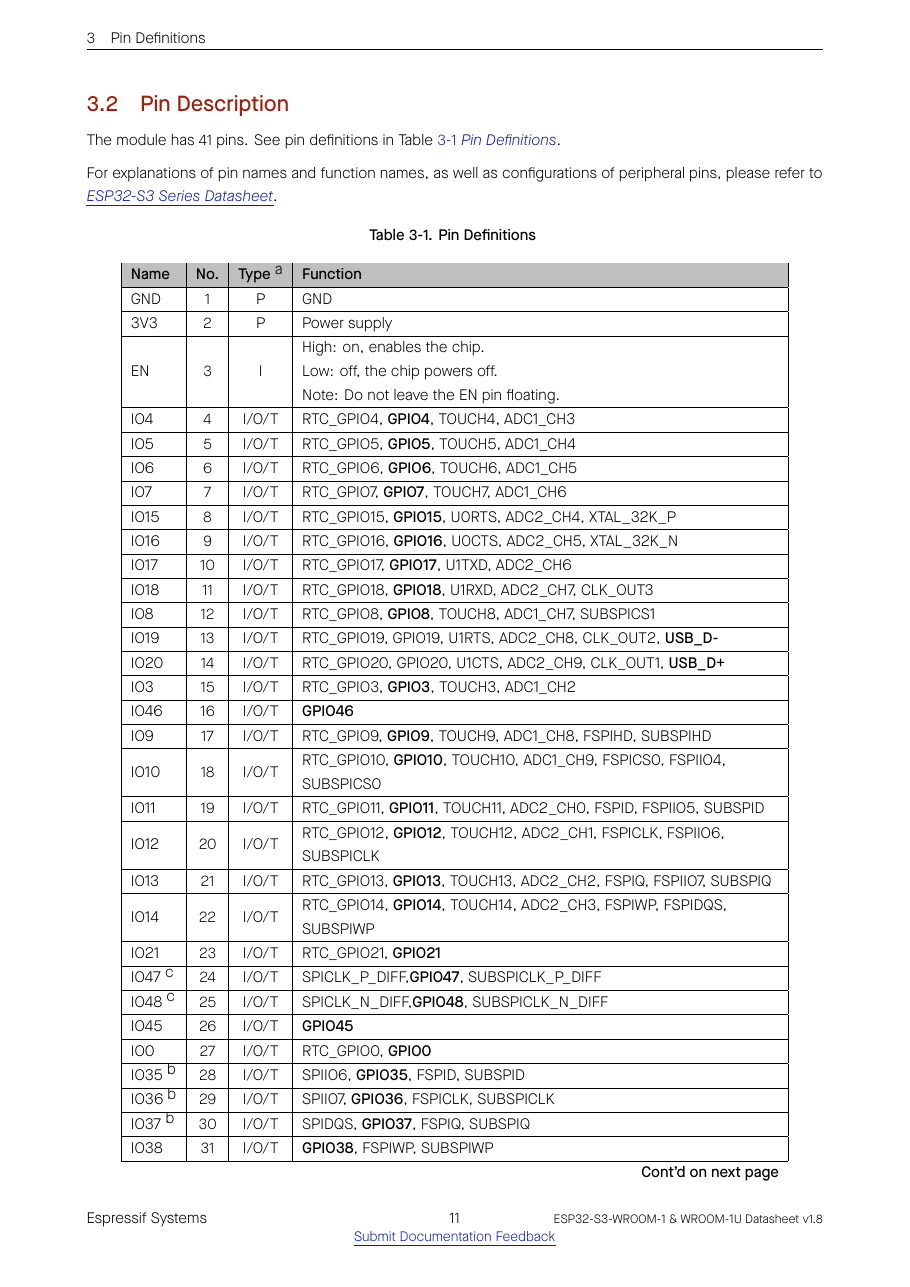 3 Pin Definitions
3.2 Pin Description
The module has 41 pins. See pin definitions in Table 3-1 Pin Definitions.
For explanations of pin names and function names, as well as configurations of peripheral pins, please refer to
ESP32-S3 Series Datasheet.
Table 3-1. Pin Definitions
Name No. Type a Function
GND 1 P GND
3V3 2 P Power supply
High: on, enables the chip.
EN 3 I Low: off, the chip powers off.
Note: Do not leave the EN pin floating.
IO4 4 I/O/T RTC_GPIO4, GPIO4, TOUCH4, ADC1_CH3
IO5 5 I/O/T RTC_GPIO5, GPIO5, TOUCH5, ADC1_CH4
IO6 6 I/O/T RTC_GPIO6, GPIO6, TOUCH6, ADC1_CH5
IO7 7 I/O/T RTC_GPIO7, GPIO7, TOUCH7, ADC1_CH6
IO15 8 I/O/T RTC_GPIO15, GPIO15, U0RTS, ADC2_CH4, XTAL_32K_P
IO16 9 I/O/T RTC_GPIO16, GPIO16, U0CTS, ADC2_CH5, XTAL_32K_N
IO17 10 I/O/T RTC_GPIO17, GPIO17, U1TXD, ADC2_CH6
IO18 11 I/O/T RTC_GPIO18, GPIO18, U1RXD, ADC2_CH7, CLK_OUT3
IO8 12 I/O/T RTC_GPIO8, GPIO8, TOUCH8, ADC1_CH7, SUBSPICS1
IO19 13 I/O/T RTC_GPIO19, GPIO19, U1RTS, ADC2_CH8, CLK_OUT2, USB_D-
IO20 14 I/O/T RTC_GPIO20, GPIO20, U1CTS, ADC2_CH9, CLK_OUT1, USB_D+
IO3 15 I/O/T RTC_GPIO3, GPIO3, TOUCH3, ADC1_CH2
IO46 16 I/O/T GPIO46
IO9 17 I/O/T RTC_GPIO9, GPIO9, TOUCH9, ADC1_CH8, FSPIHD, SUBSPIHD
IO10 18 I/O/T RTC_GPIO10, GPIO10, TOUCH10, ADC1_CH9, FSPICS0, FSPIIO4,
SUBSPICS0
IO11 19 I/O/T RTC_GPIO11, GPIO11, TOUCH11, ADC2_CH0, FSPID, FSPIIO5, SUBSPID
IO12 20 I/O/T RTC_GPIO12, GPIO12, TOUCH12, ADC2_CH1, FSPICLK, FSPIIO6,
SUBSPICLK
IO13 21 I/O/T RTC_GPIO13, GPIO13, TOUCH13, ADC2_CH2, FSPIQ, FSPIIO7, SUBSPIQ
IO14 22 I/O/T RTC_GPIO14, GPIO14, TOUCH14, ADC2_CH3, FSPIWP, FSPIDQS,
SUBSPIWP
IO21 23 I/O/T RTC_GPIO21, GPIO21
IO47 c 24 I/O/T SPICLK_P_DIFF,GPIO47, SUBSPICLK_P_DIFF
IO48 c 25 I/O/T SPICLK_N_DIFF,GPIO48, SUBSPICLK_N_DIFF
IO45 26 I/O/T GPIO45
IO0 27 I/O/T RTC_GPIO0, GPIO0
IO35 b 28 I/O/T SPIIO6, GPIO35, FSPID, SUBSPID
IO36 b 29 I/O/T SPIIO7, GPIO36, FSPICLK, SUBSPICLK
IO37 b 30 I/O/T SPIDQS, GPIO37, FSPIQ, SUBSPIQ
IO38 31 I/O/T GPIO38, FSPIWP, SUBSPIWP
Cont'd on next page
Espressif Systems 11 ESP32-S3-WROOM-1 & WROOM-1U Datasheet v1.8
Submit Documentation Feedback